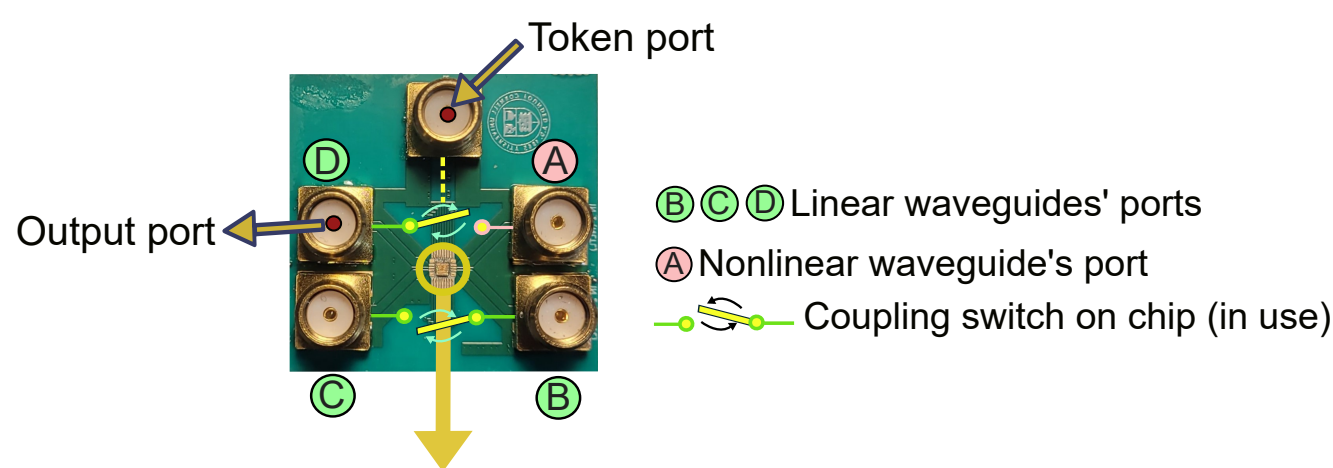 Token port
D
A
Output port
C
B
B C D Linear waveguides' ports
A Nonlinear waveguide's port
Coupling switch on chip (in use)